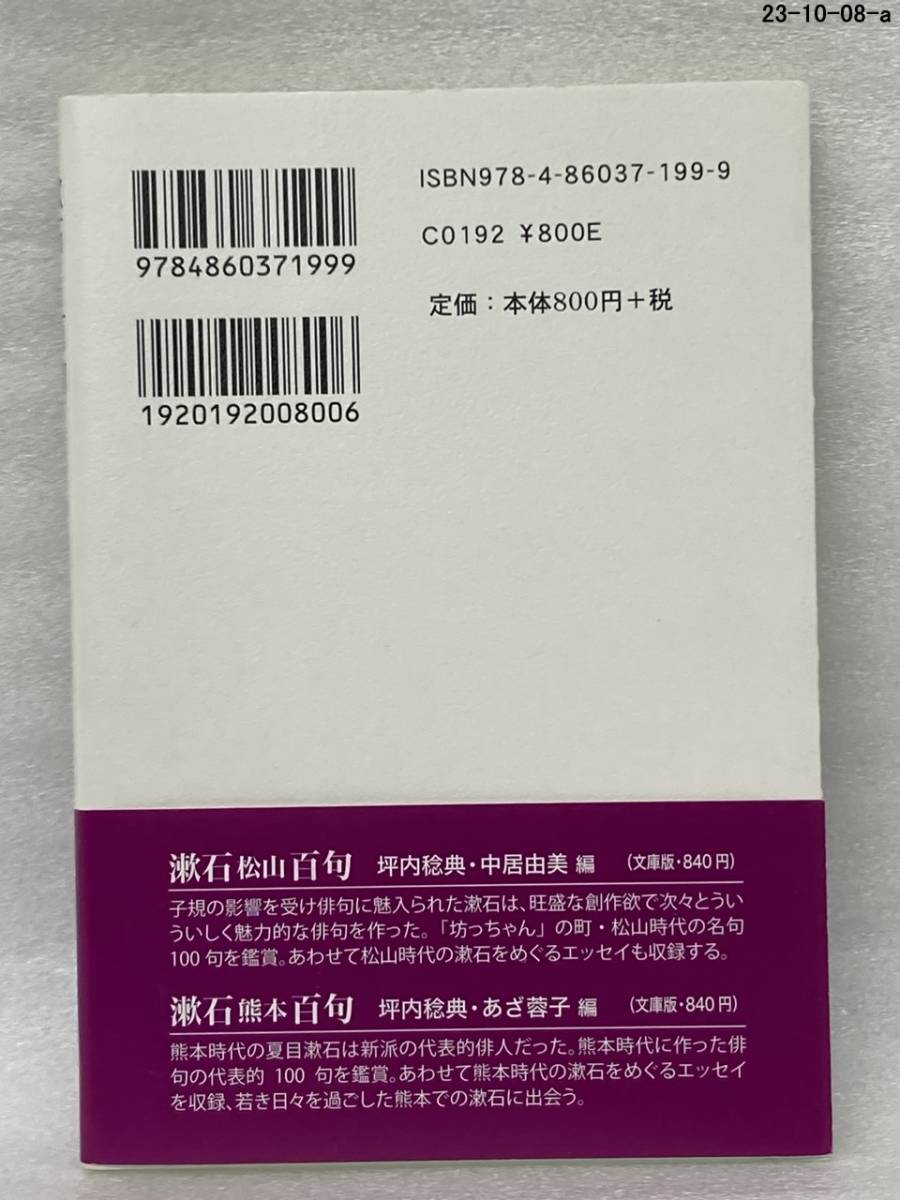 23-10-08-a
ISBN978-4-86037-199-9
9784860371999
C0192 ¥800E
定価：本体800円＋税
1920192008006
漱石松山百句 坪内稔典・中居由美 編 （文庫版・840円）
子規の影響を受け俳句に魅入られた漱石は、旺盛な創作欲で次々とうい
ういしく魅力的な俳句を作った。「坊っちゃん」の町・松山時代の名句
100句を鑑賞。あわせて松山時代の漱石をめぐるエッセイも収録する。
漱石熊本百句 坪内稔典・あざ蓉子 編 （文庫版・840円）
熊本時代の夏目漱石は新派の代表的俳人だった。熊本時代に作った俳
句の代表的 100 句を鑑賞。あわせて熊本時代の漱石をめぐるエッセイ
を収録、若き日々を過ごした熊本での漱石に出会う。